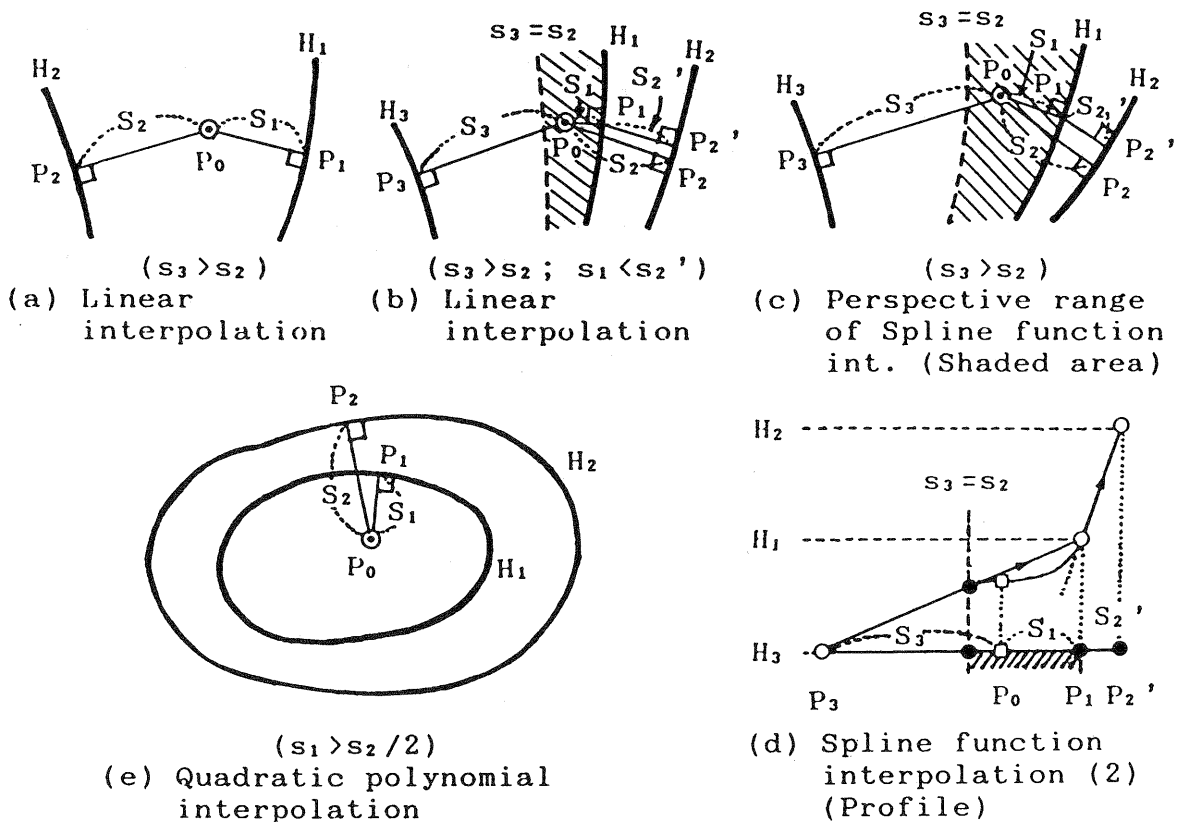 H₂
H₁
S₂
S₁
P₂
P₀
P₁
(s₃>s₂)
(a) Linear
interpolation
s₃=s₂
H₁
H₂
H₃
S₁
S₂'
P₁
S₃
P₀
P₂'
S₂
P₃
P₂
(s₃>s₂; s₁<s₂')
(b) Linear
interpolation
s₃=s₂
H₁
S₁
H₂
P₀
H₃
P₁
S₃
S₂'
S₂
P₃
P₂'
P₂
(s₃>s₂)
(c) Perspective range
of Spline function
int. (Shaded area)
P₂
H₂
P₁
S₂
S₁
P₀
H₁
(s₁>s₂/2)
(e) Quadratic polynomial
interpolation
H₂
s₃=s₂
H₁
S₂'
S₃
S₁
H₃
P₃
P₀
P₁
P₂'
(d) Spline function
interpolation (2)
(Profile)